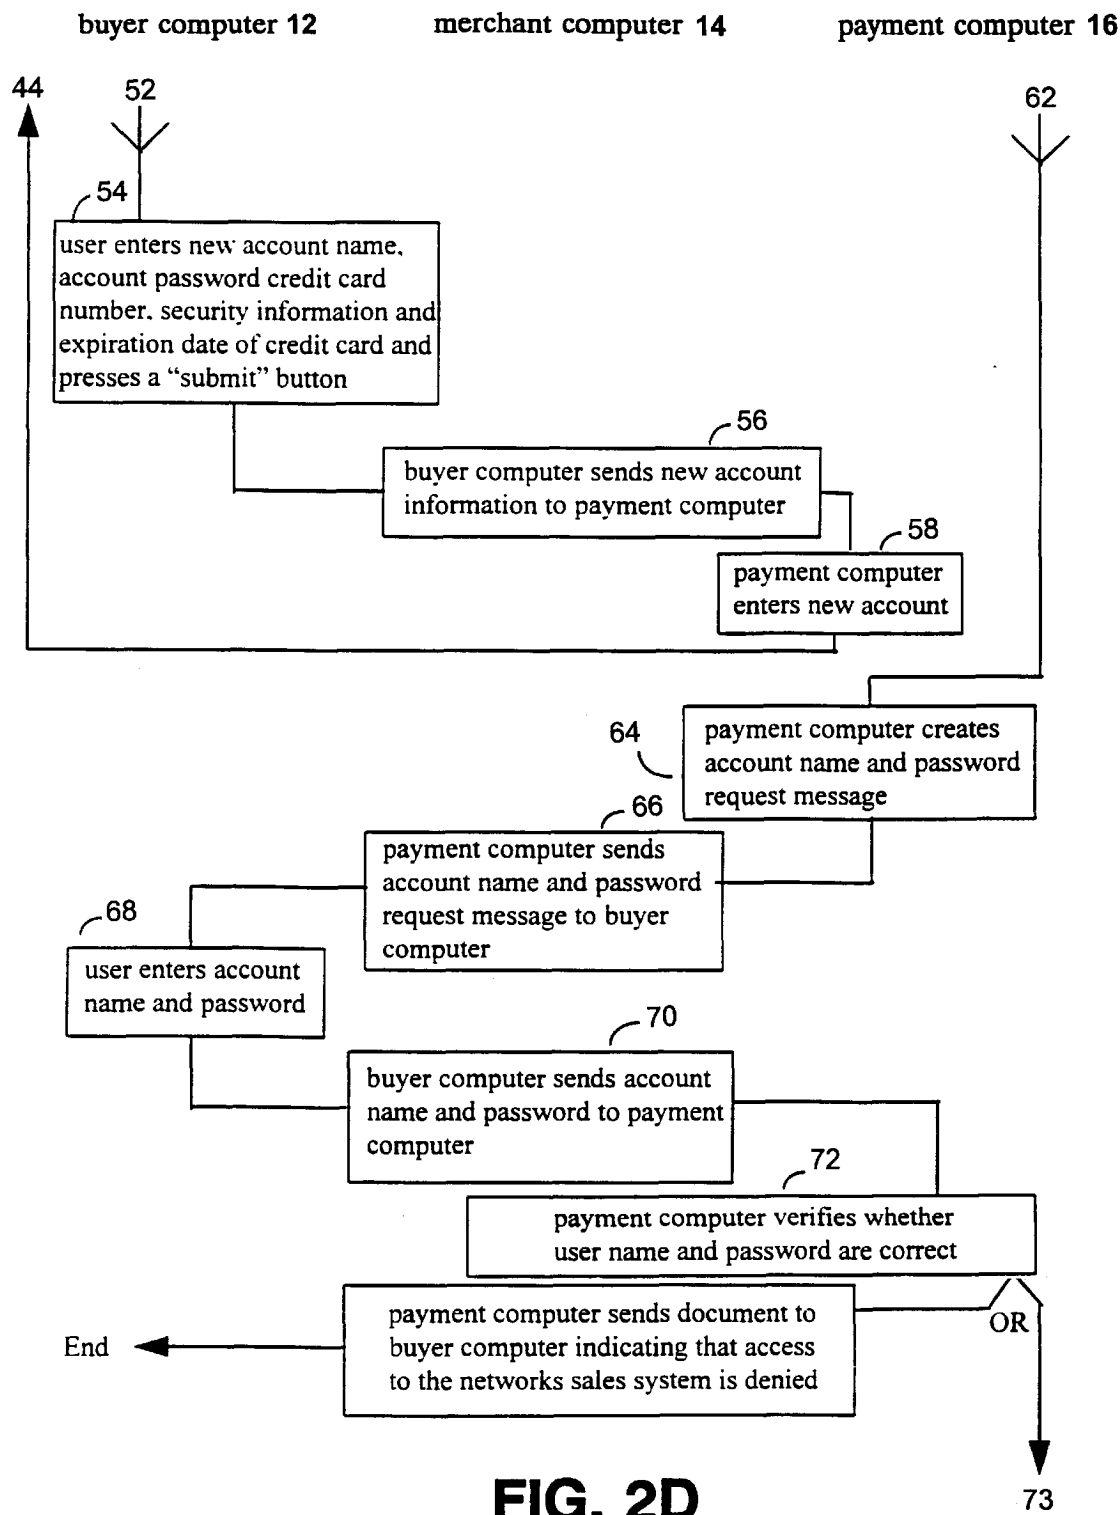 buyer computer 12 merchant computer 14 payment computer 16
44 52 62
54
user enters new account name,
account password credit card
number, security information and
expiration date of credit card and
presses a “submit” button
56
buyer computer sends new account
information to payment computer
58
payment computer
enters new account
64
payment computer creates
account name and password
request message
66
payment computer sends
account name and password
request message to buyer
computer
68
user enters account
name and password
70
buyer computer sends account
name and password to payment
computer
72
payment computer verifies whether
user name and password are correct
OR
payment computer sends document to
buyer computer indicating that access
to the networks sales system is denied
End
73
FIG. 2D